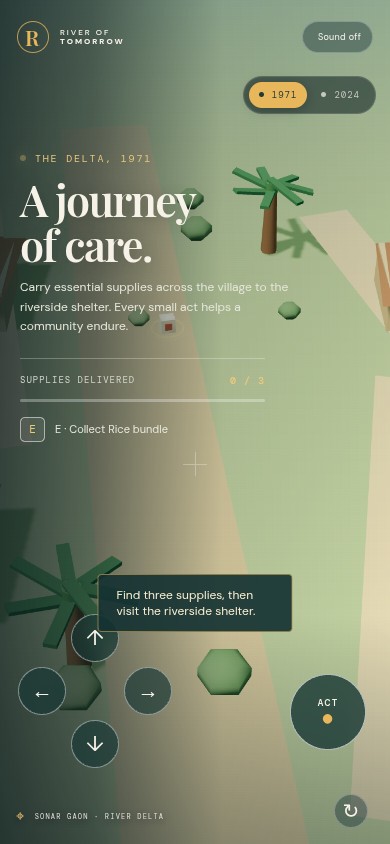 R
RIVER OF
TOMORROW
Sound off
1971
2024
THE DELTA, 1971
A journey
of care.
Carry essential supplies across the village to the
riverside shelter. Every small act helps a
community endure.
SUPPLIES DELIVERED
0 / 3
E
E · Collect Rice bundle
Find three supplies, then
visit the riverside shelter.
↑
←
→
↓
ACT
SONAR GAON · RIVER DELTA
↻